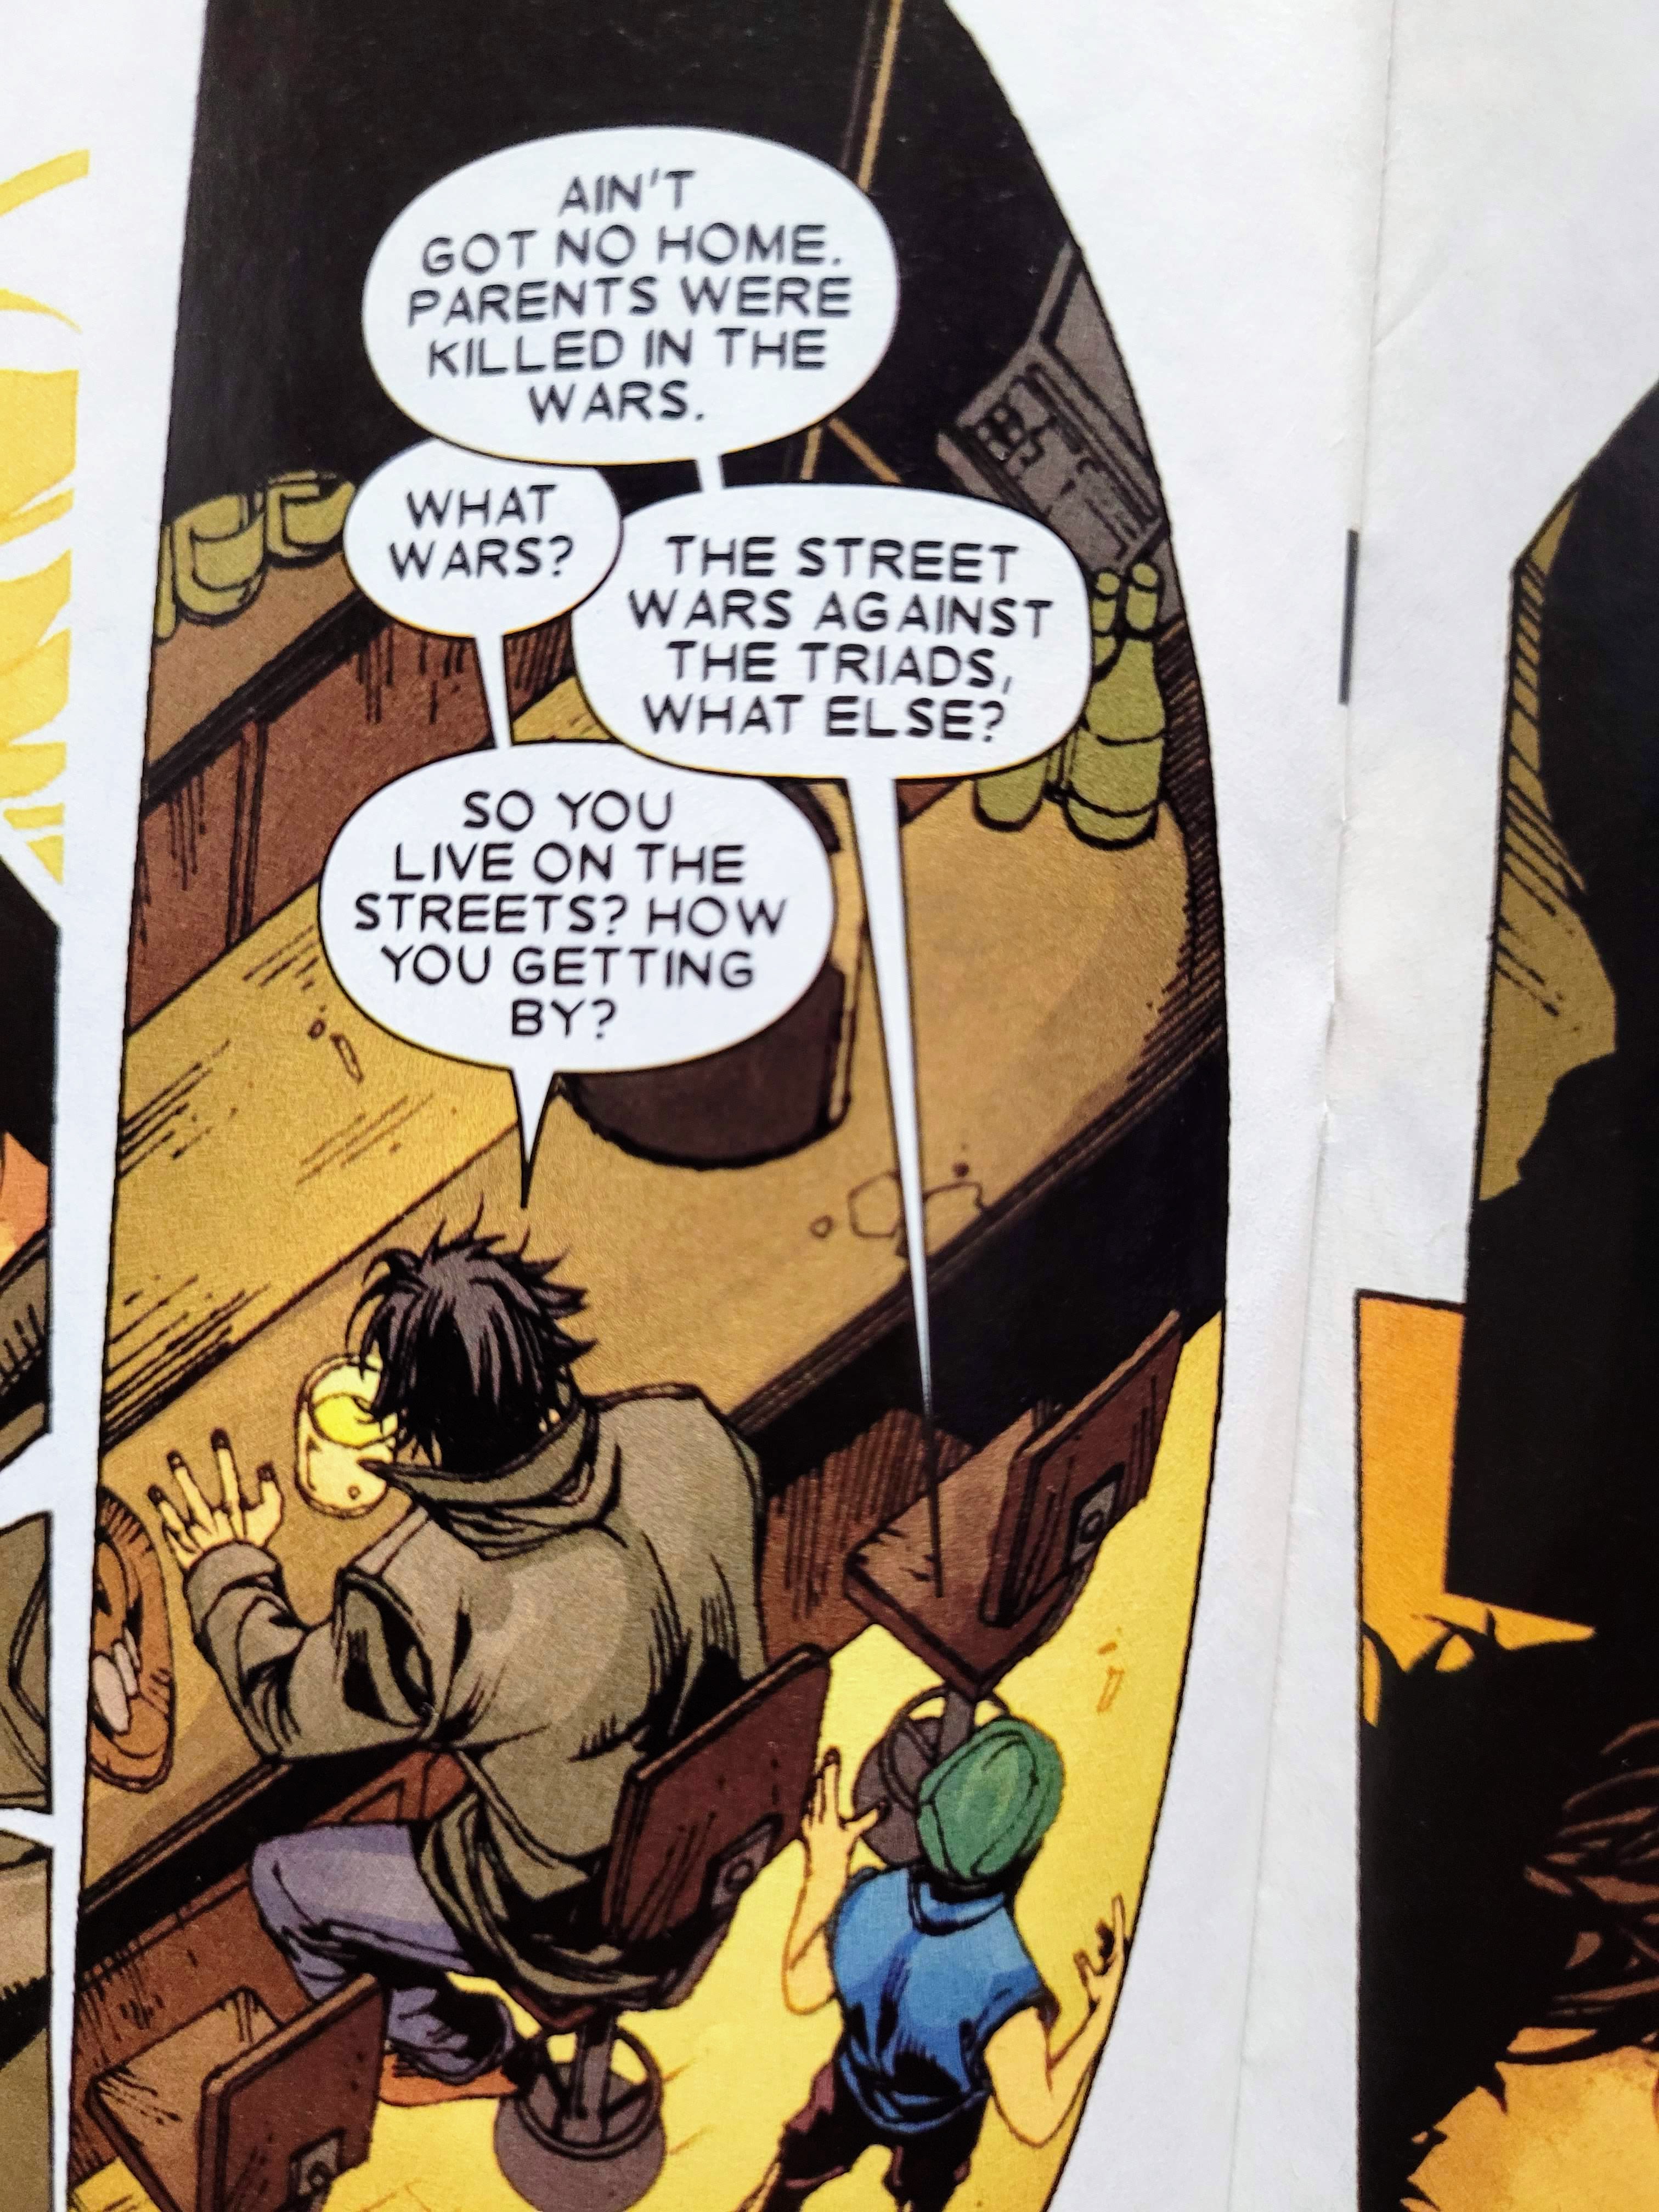 AIN'T
GOT NO HOME.
PARENTS WERE
KILLED IN THE
WARS.
WHAT
WARS?
THE STREET
WARS AGAINST
THE TRIADS,
WHAT ELSE?
SO YOU
LIVE ON THE
STREETS? HOW
YOU GETTING
BY?